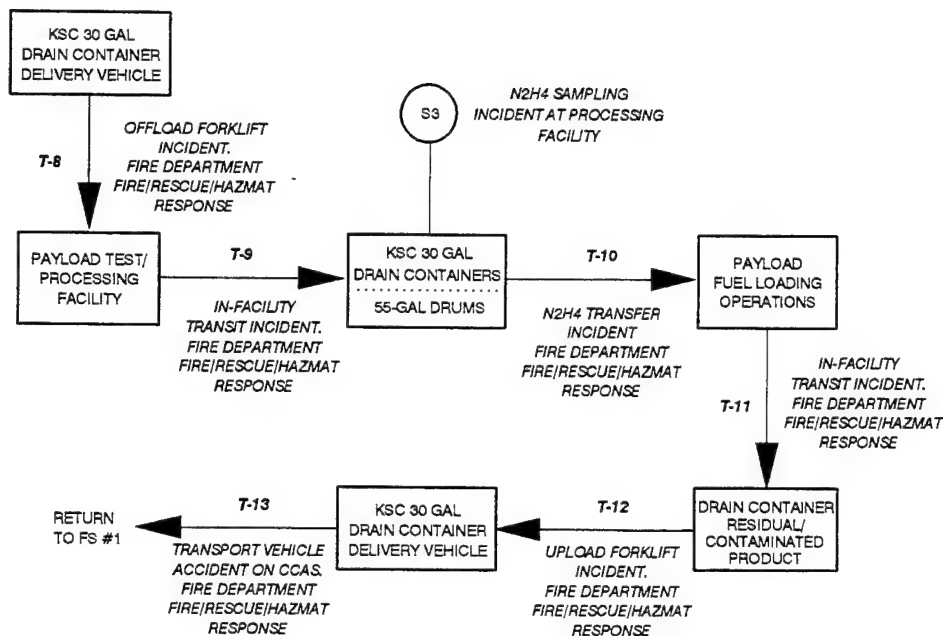 KSC 30 GAL
DRAIN CONTAINER
DELIVERY VEHICLE
T-8
OFFLOAD FORKLIFT
INCIDENT.
FIRE DEPARTMENT
FIRE/RESCUE/HAZMAT
RESPONSE
S3
N2H4 SAMPLING
INCIDENT AT PROCESSING
FACILITY
PAYLOAD TEST/
PROCESSING
FACILITY
T-9
IN-FACILITY
TRANSIT INCIDENT.
FIRE DEPARTMENT
FIRE/RESCUE/HAZMAT
RESPONSE
KSC 30 GAL
DRAIN CONTAINERS
55-GAL DRUMS
T-10
N2H4 TRANSFER
INCIDENT
FIRE DEPARTMENT
FIRE/RESCUE/HAZMAT
RESPONSE
PAYLOAD
FUEL LOADING
OPERATIONS
T-11
IN-FACILITY
TRANSIT INCIDENT.
FIRE DEPARTMENT
FIRE/RESCUE/HAZMAT
RESPONSE
DRAIN CONTAINER
RESIDUAL/
CONTAMINATED
PRODUCT
T-12
UPLOAD FORKLIFT
INCIDENT.
FIRE DEPARTMENT
FIRE/RESCUE/HAZMAT
RESPONSE
KSC 30 GAL
DRAIN CONTAINER
DELIVERY VEHICLE
T-13
TRANSPORT VEHICLE
ACCIDENT ON CCAS.
FIRE DEPARTMENT
FIRE/RESCUE/HAZMAT
RESPONSE
RETURN
TO FS #1